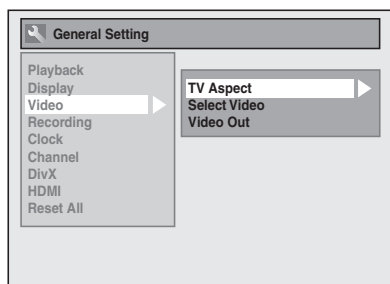 General Setting
Playback
Display
Video
Recording
Clock
Channel
DivX
HDMI
Reset All
TV Aspect
Select Video
Video Out